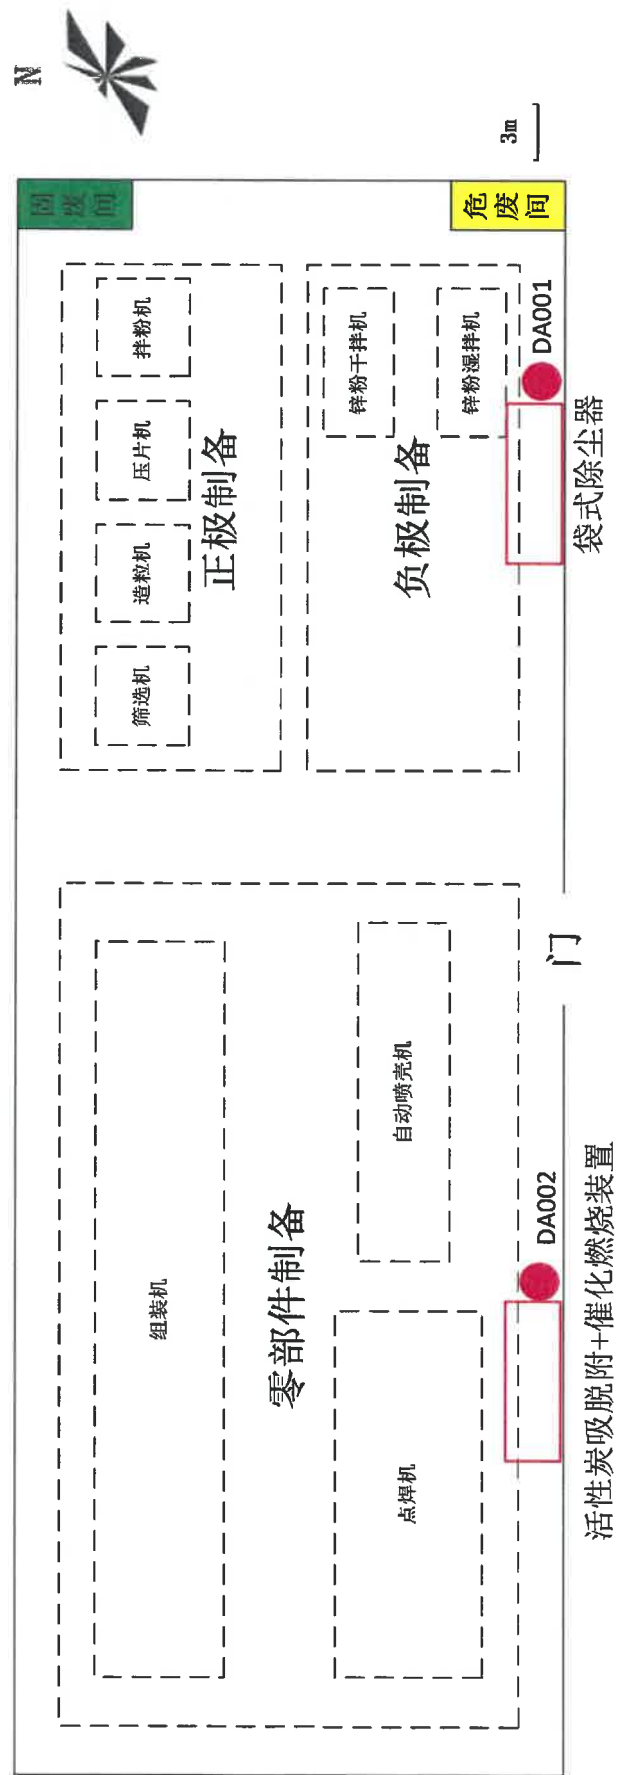 N
3m
固废间
危废间
拌粉机
压片机
造粒机
筛选机
正极制备
锌粉干拌机
锌粉湿拌机
负极制备
DA001
袋式除尘器
组装机
零部件制备
自动喷壳机
点焊机
门
DA002
活性炭吸脱附+催化燃烧装置